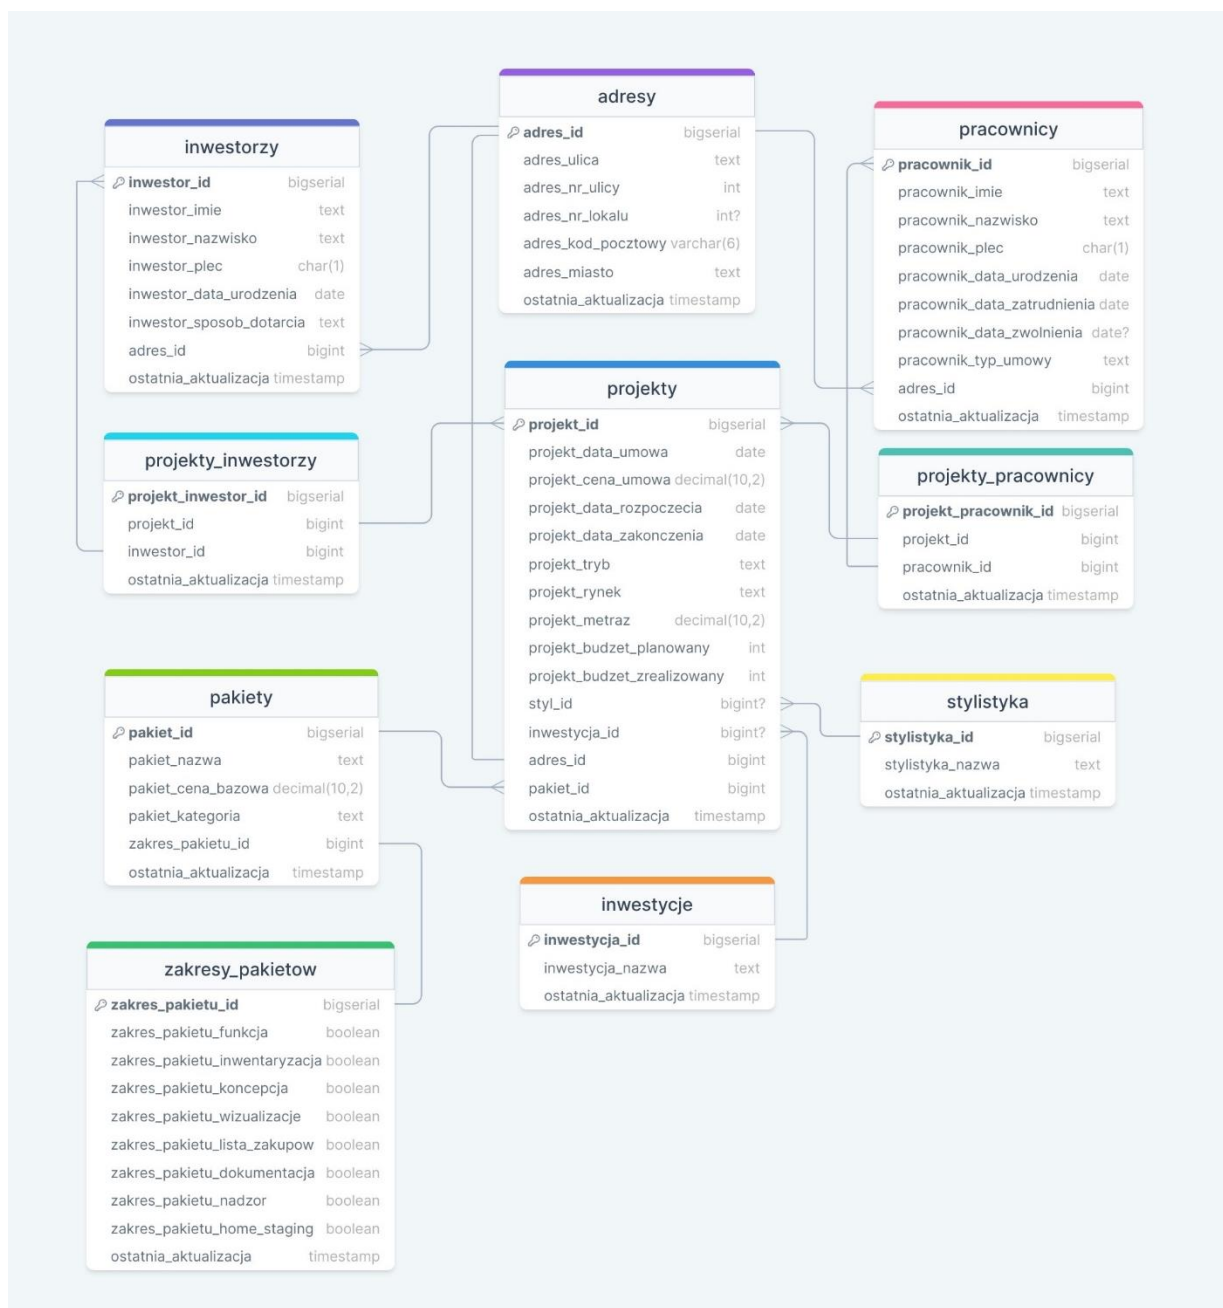 adresy
adres_id bigserial
adres_ulica text
adres_nr_ulicy int
adres_nr_lokalu int?
adres_kod_pocztowy varchar(6)
adres_miasto text
ostatnia_aktualizacja timestamp
inwestorzy
inwestor_id bigserial
inwestor_imie text
inwestor_nazwisko text
inwestor_plec char(1)
inwestor_data_urodzenia date
inwestor_sposob_dotarcia text
adres_id bigint
ostatnia_aktualizacja timestamp
pracownicy
pracownik_id bigserial
pracownik_imie text
pracownik_nazwisko text
pracownik_plec char(1)
pracownik_data_urodzenia date
pracownik_data_zatrudnienia date
pracownik_data_zwolnienia date?
pracownik_typ_umowy text
adres_id bigint
ostatnia_aktualizacja timestamp
projekty
projekt_id bigserial
projekt_data_umowa date
projekt_cena_umowa decimal(10,2)
projekt_data_rozpoczecia date
projekt_data_zakonczenia date
projekt_tryb text
projekt_rynek text
projekt_metraz decimal(10,2)
projekt_budzet_planowany int
projekt_budzet_zrealizowany int
styl_id bigint?
inwestycja_id bigint?
adres_id bigint
pakiet_id bigint
ostatnia_aktualizacja timestamp
projekty_inwestorzy
projekt_inwestor_id bigserial
projekt_id bigint
inwestor_id bigint
ostatnia_aktualizacja timestamp
projekty_pracownicy
projekt_pracownik_id bigserial
projekt_id bigint
pracownik_id bigint
ostatnia_aktualizacja timestamp
pakiety
pakiet_id bigserial
pakiet_nazwa text
pakiet_cena_bazowa decimal(10,2)
pakiet_kategoria text
zakres_pakietu_id bigint
ostatnia_aktualizacja timestamp
stylistyka
stylistyka_id bigserial
stylistyka_nazwa text
ostatnia_aktualizacja timestamp
inwestycje
inwestycja_id bigserial
inwestycja_nazwa text
ostatnia_aktualizacja timestamp
zakresy_pakietow
zakres_pakietu_id bigserial
zakres_pakietu_funkcja boolean
zakres_pakietu_inwentaryzacja boolean
zakres_pakietu_koncepcja boolean
zakres_pakietu_wizualizacje boolean
zakres_pakietu_lista_zakupow boolean
zakres_pakietu_dokumentacja boolean
zakres_pakietu_nadzor boolean
zakres_pakietu_home_staging boolean
ostatnia_aktualizacja timestamp